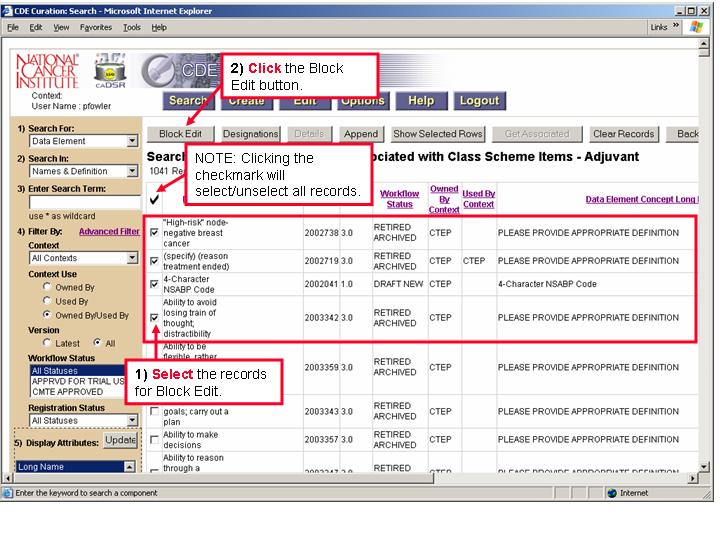 CDE Curation: Search - Microsoft Internet Explorer
File Edit View Favorites Tools Help
Links »
NATIONAL
CANCER
INSTITUTE
caDSR
CDE
Context:
User Name : pfowler
2) Click the Block
Edit button.
Search Create Edit Options Help Logout
Block Edit Designations Details Append Show Selected Rows Get Associated Clear Records Back
1) Search For:
Data Element
2) Search In:
Names & Definition
3) Enter Search Term:
use * as wildcard
4) Filter By: Advanced Filter
Context
All Contexts
Context Use
Owned By
Used By
Owned By/Used By
Version
Latest All
Workflow Status
All Statuses
APPRVD FOR TRIAL US
CMTE APPROVED
Registration Status
All Statuses
5) Display Attributes: Update
Long Name
NOTE: Clicking the
checkmark will
select/unselect all records.
Search
ociated with Class Scheme Items - Adjuvant
1041 Re
Workflow
Status
Owned
By
Context
Used By
Context
Data Element Concept Long
"High-risk" node-
negative breast
cancer
2002738 3.0 RETIRED
ARCHIVED
CTEP PLEASE PROVIDE APPROPRIATE DEFINITION
(specify) (reason
treatment ended)
2002719 3.0 RETIRED
ARCHIVED
CTEP CTEP PLEASE PROVIDE APPROPRIATE DEFINITION
4-Character
NSABP Code
2002041 1.0 DRAFT NEW CTEP 4-Character NSABP Code
Ability to avoid
losing train of
thought;
distractibility
2003342 3.0 RETIRED
ARCHIVED
CTEP PLEASE PROVIDE APPROPRIATE DEFINITION
Ability to be
flexible, rather
2003359 3.0 RETIRED
ARCHIVED
CTEP PLEASE PROVIDE APPROPRIATE DEFINITION
1) Select the records
for Block Edit.
goals; carry out a
plan
2003343 3.0 RETIRED
ARCHIVED
CTEP PLEASE PROVIDE APPROPRIATE DEFINITION
Ability to make
decisions
2003357 3.0 RETIRED
ARCHIVED
CTEP PLEASE PROVIDE APPROPRIATE DEFINITION
Ability to reason
through a
RETIRED
CTEP PLEASE PROVIDE APPROPRIATE DEFINITION
Enter the keyword to search a component
Internet